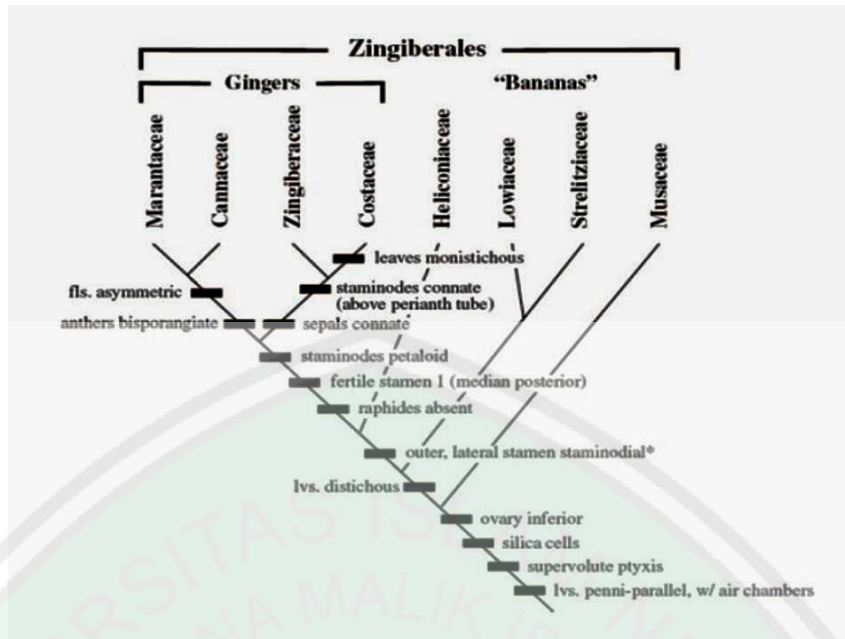 Zingiberales
Gingers
“Bananas”
Marantaceae
Cannaceae
Zingiberaceae
Costaceae
Heliconiaceae
Lowiaceae
Strelitziaceae
Musaceae
leaves monistichous
fls. asymmetric
staminodes connate
(above perianth tube)
anthers bisporangiate
sepals connate
staminodes petaloid
fertile stamen 1 (median posterior)
raphides absent
outer, lateral stamen staminodial*
lvs. distichous
ovary inferior
silica cells
supervolute ptyxis
lvs. penni-parallel, w/ air chambers